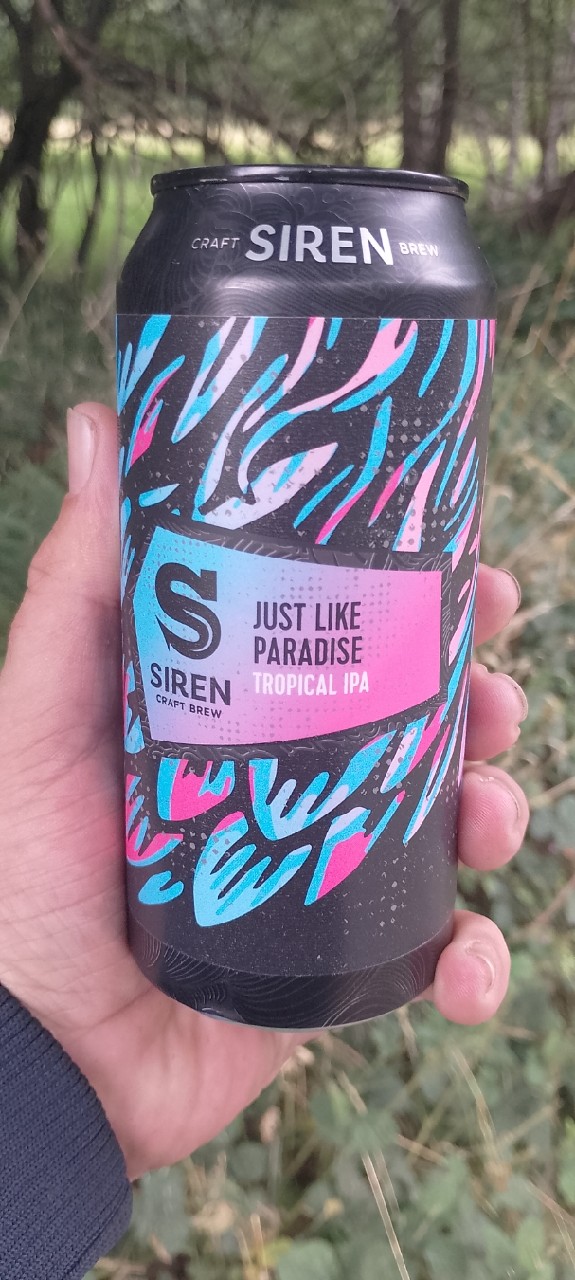 CRAFT SIREN BREW
S
SIREN
CRAFT BREW
JUST LIKE
PARADISE
TROPICAL IPA